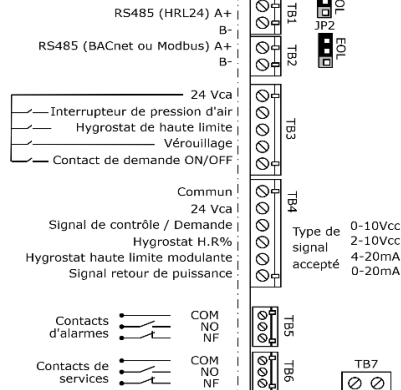 RS485 (HRL24) A+
B-
TB1
EOL
JP2
RS485 (BACnet ou Modbus) A+
B-
TB2
EOL
24 Vca
Interrupteur de pression d'air
Hygrostat de haute limite
Vérouillage
Contact de demande ON/OFF
TB3
Commun
24 Vca
Signal de contrôle / Demande
Hygrostat H.R%
Hygrostat haute limite modulante
Signal retour de puissance
TB4
Type de signal accepté
0-10Vcc
2-10Vcc
4-20mA
0-20mA
Contacts d'alarmes
COM
NO
NF
TB5
Contacts de services
COM
NO
NF
TB6
TB7